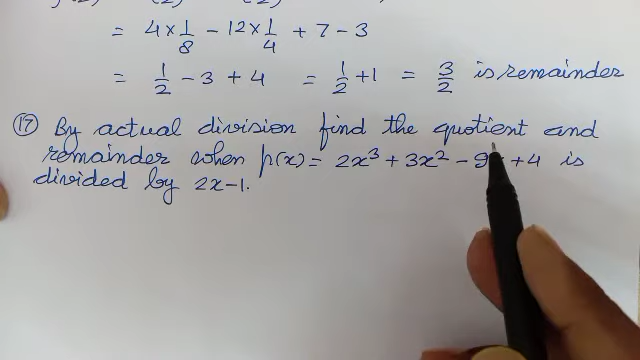 = 4 × 1/8 - 12 × 1/4 + 7 - 3
= 1/2 - 3 + 4 = 1/2 + 1 = 3/2 is remainder
(17) By actual division find the quotient and
remainder when p(x) = 2x³ + 3x² - 9 + 4 is
divided by 2x-1.